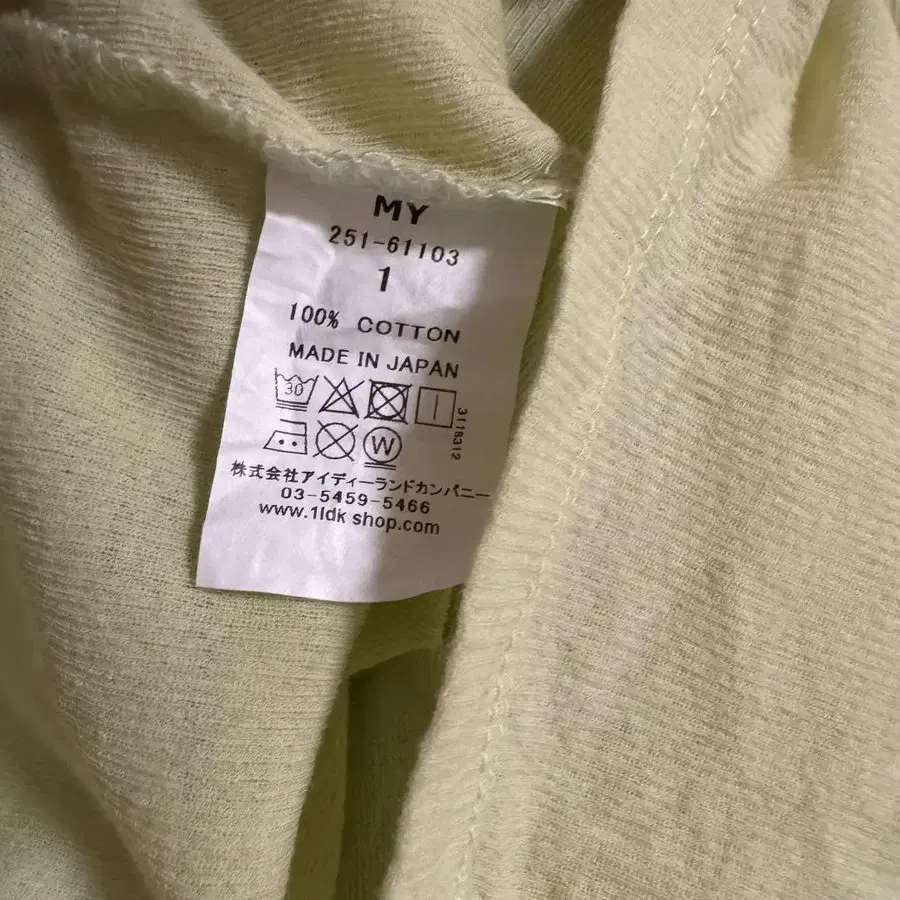 MY
251-61103
1
100% COTTON
MADE IN JAPAN
30
W
3118312
株式会社アイディーランドカンパニー
03-5459-5466
www.1ldk shop.com